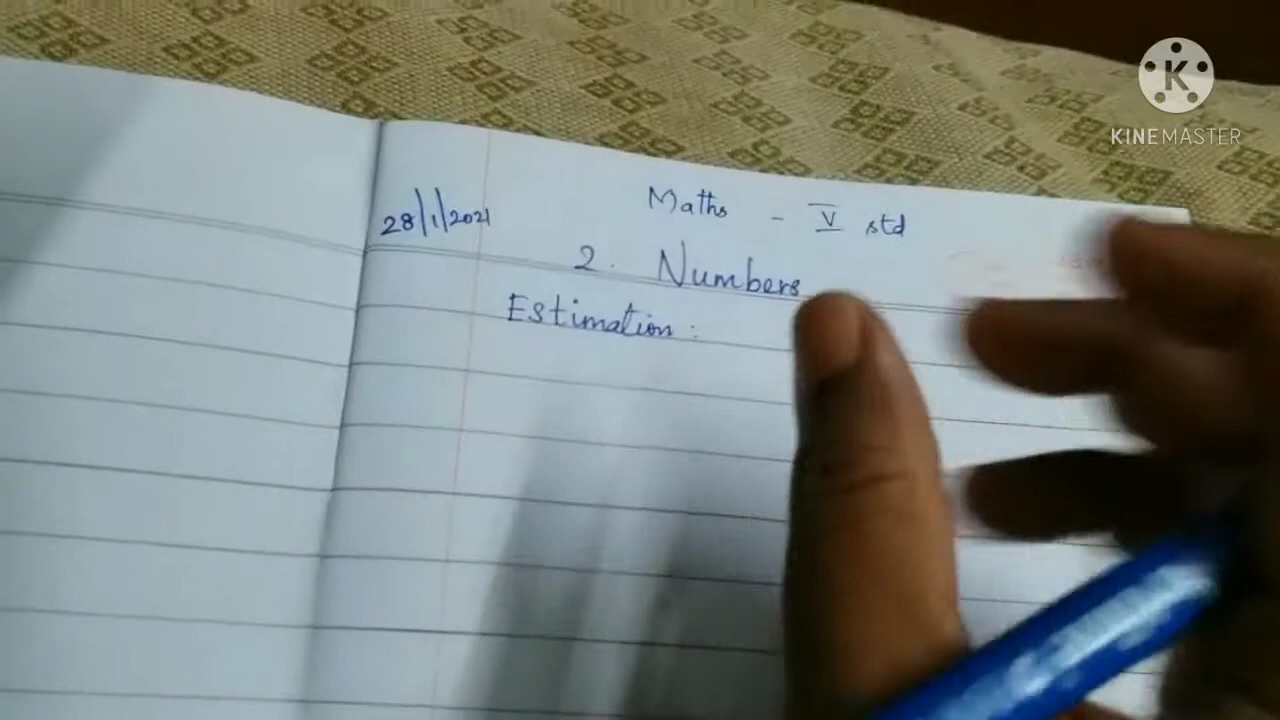 28/1/2021
Maths - V std
2. Numbers
Estimation:
K
KINEMASTER